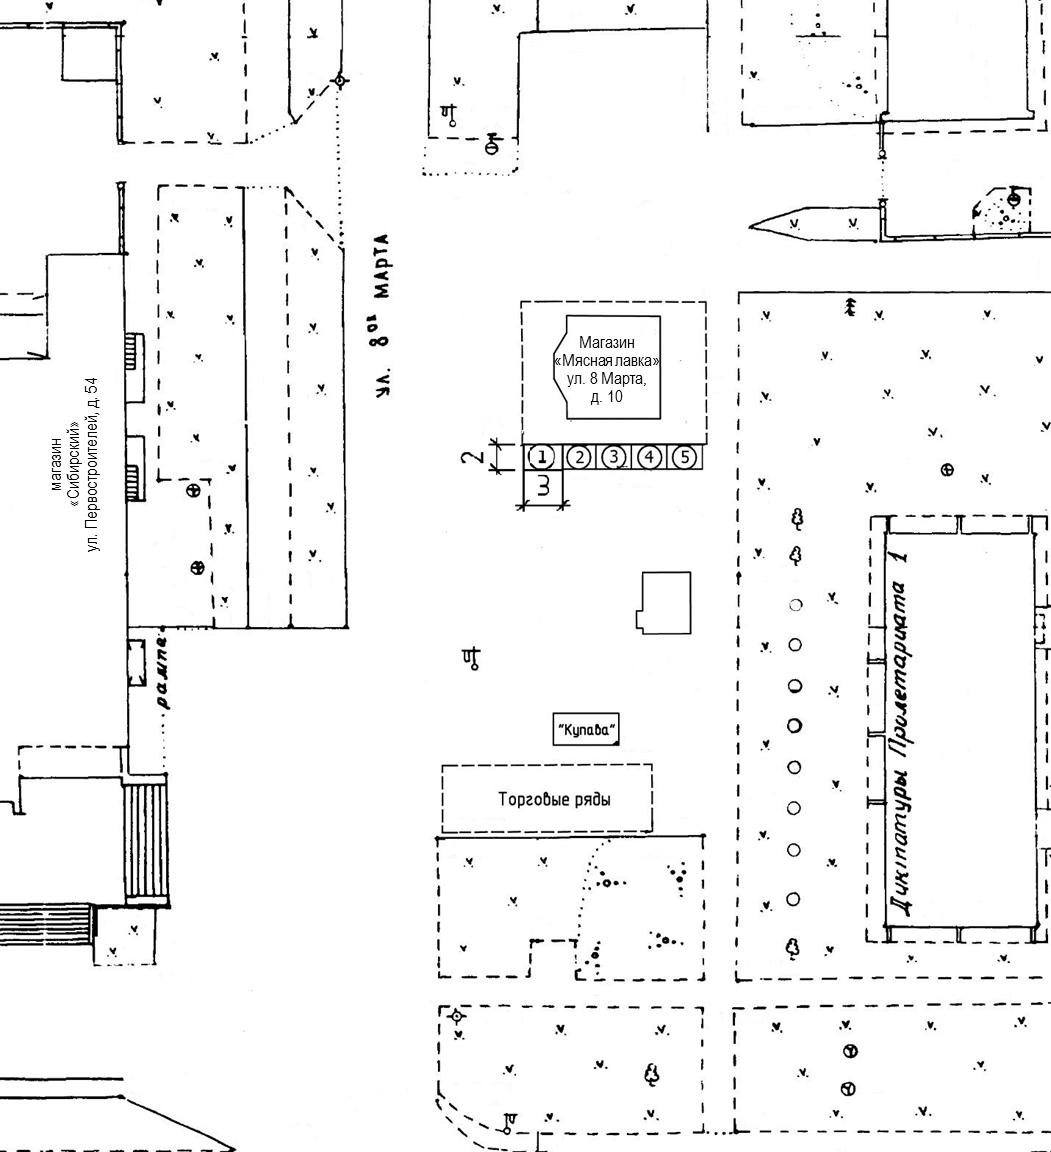 УЛ. 8ОЕ МАРТА
Магазин
«Мясная лавка»
ул. 8 Марта,
д. 10
магазин
«Сибирский»
ул. Первостроителей, д. 54
2
1 2 3 4 5
3
рампа
Диктатуры Пролетариата 1
"Купава"
Торговые ряды